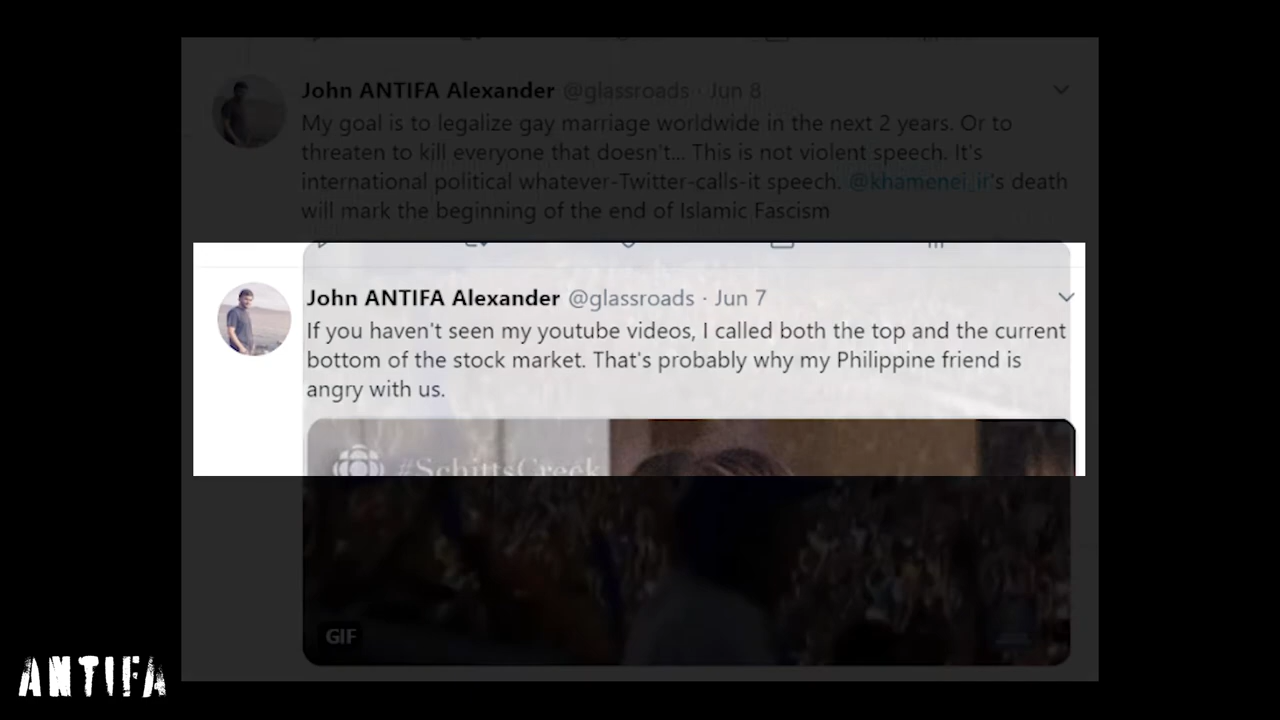 John ANTIFA Alexander @glassroads · Jun 8
My goal is to legalize gay marriage worldwide in the next 2 years. Or to
threaten to kill everyone that doesn't... This is not violent speech. It's
international political whatever-Twitter-calls-it speech. @khamenei_ir's death
will mark the beginning of the end of Islamic Fascism
John ANTIFA Alexander @glassroads · Jun 7
If you haven't seen my youtube videos, I called both the top and the current
bottom of the stock market. That's probably why my Philippine friend is
angry with us.
#SchittsCreek
GIF
ANTIFA